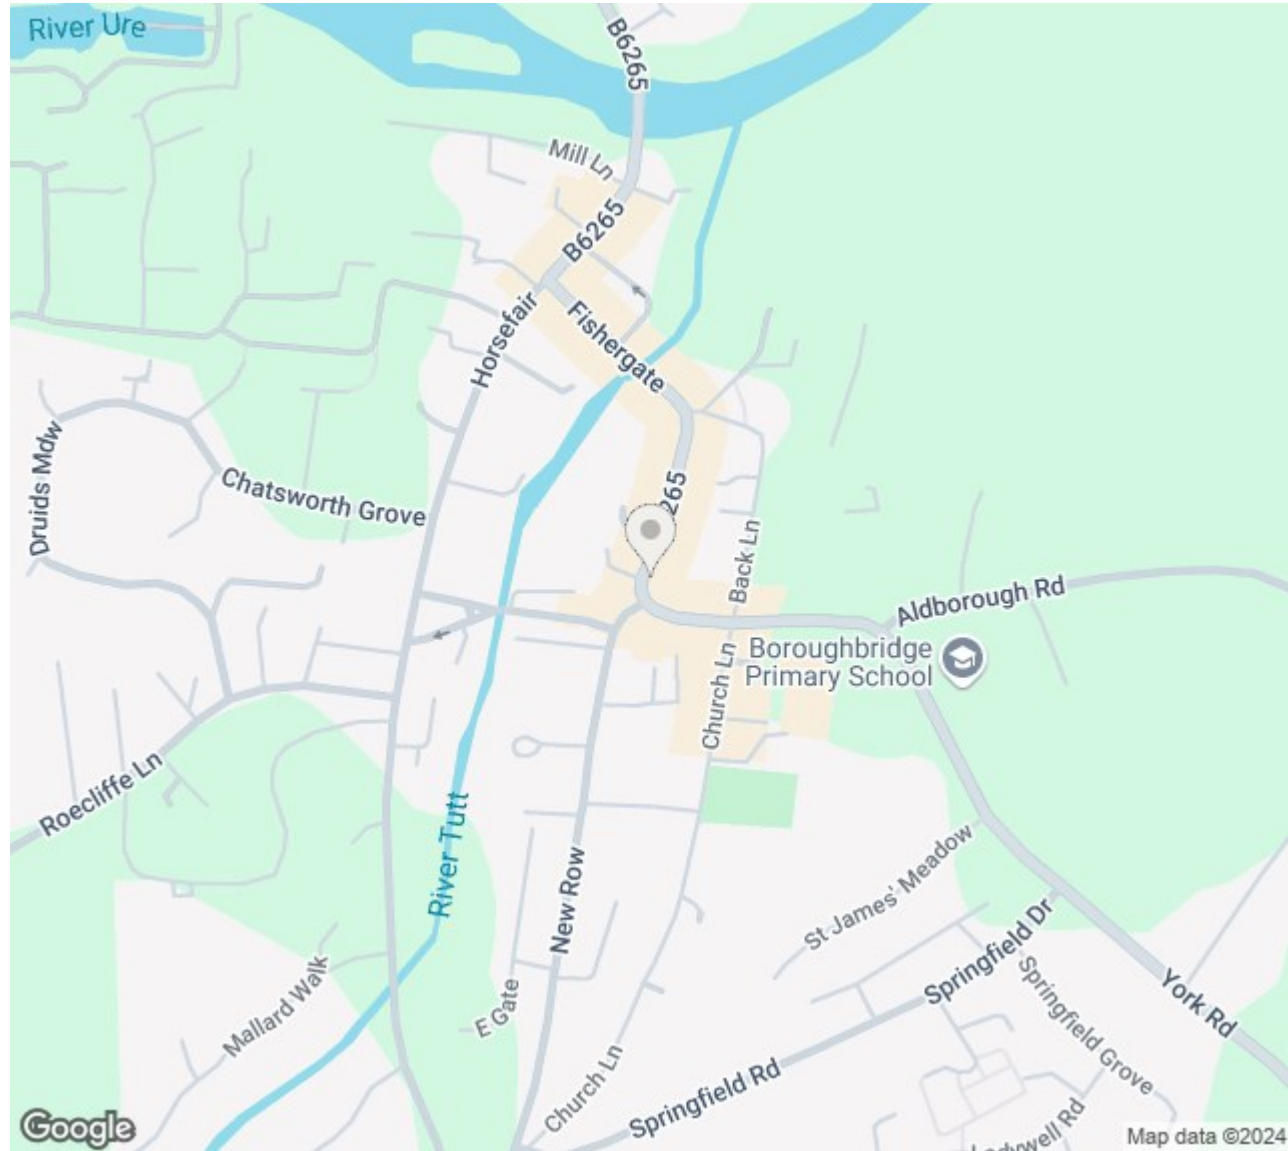 River Ure
B6265
Mill Ln
B6265
Horsefair
Fishergate
Druids Mdw
Chatsworth Grove
265
Back Ln
Aldborough Rd
Boroughbridge
Primary School
Church Ln
Roecliffe Ln
River Tutt
New Row
St James' Meadow
Springfield Dr
Mallard Walk
E Gate
Springfield Grove
York Rd
Church Ln
Springfield Rd
Google
Map data ©2024